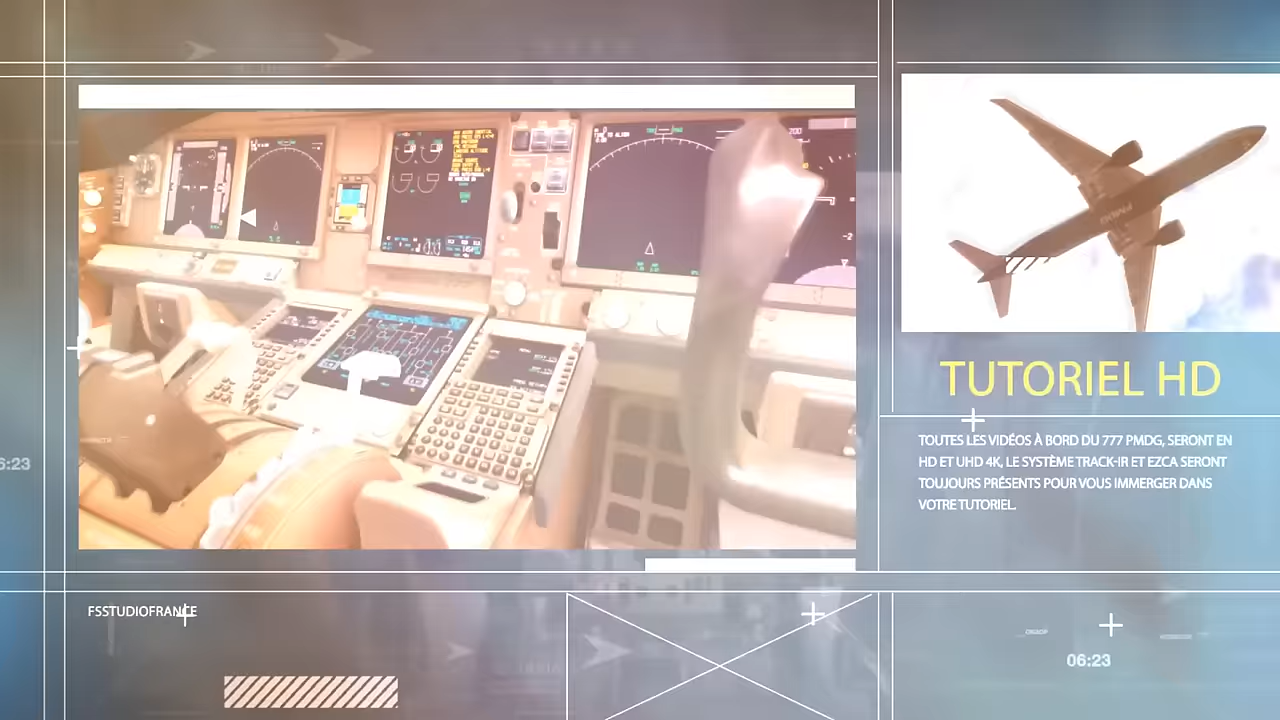 PMDG
TUTORIEL HD
TOUTES LES VIDÉOS À BORD DU 777 PMDG, SERONT EN
HD ET UHD 4K, LE SYSTÈME TRACK-IR ET EZCA SERONT
TOUJOURS PRÉSENTS POUR VOUS IMMERGER DANS
VOTRE TUTORIEL.
6:23
FSSTUDIOFRANCE
06:23